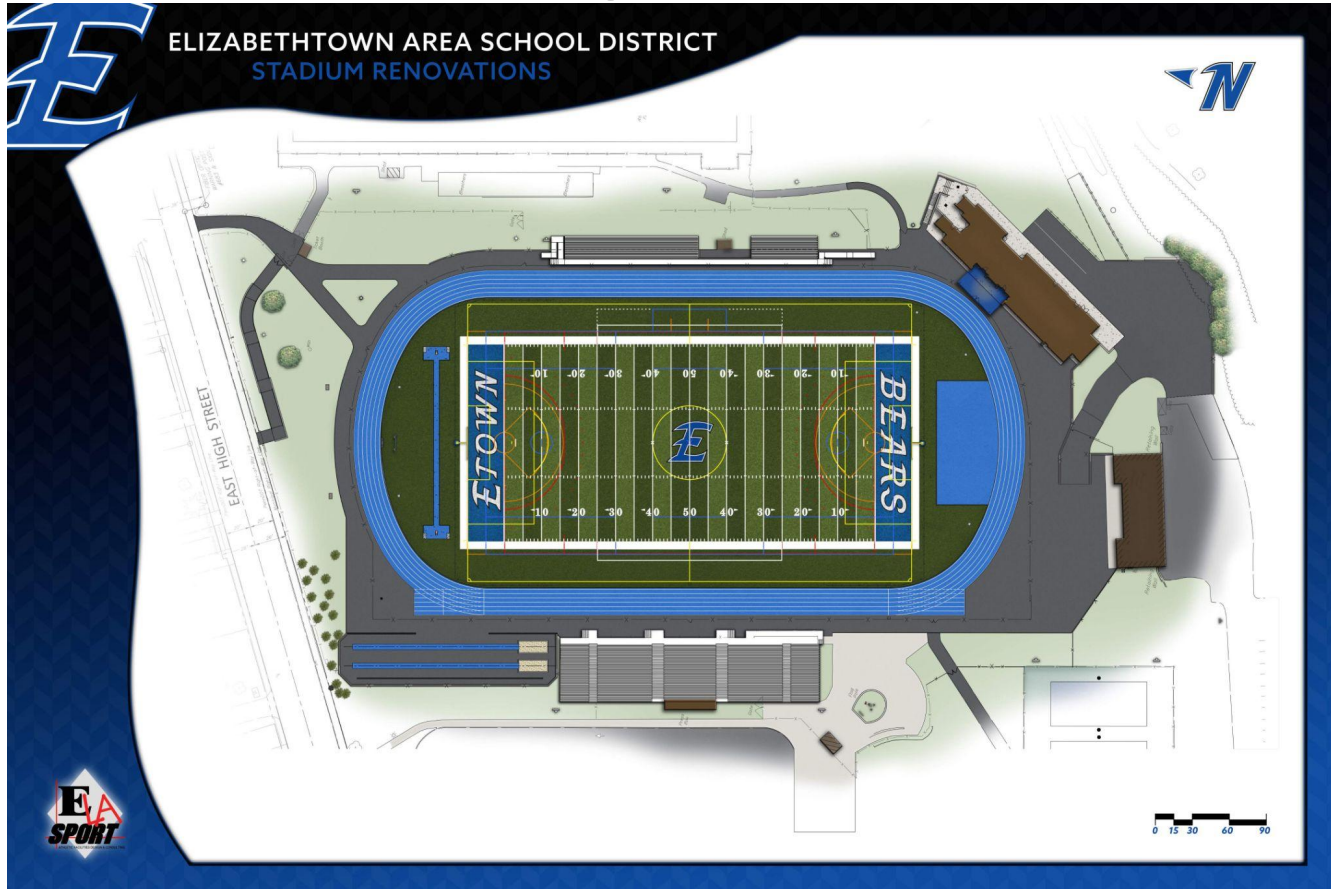 ELIZABETHTOWN AREA SCHOOL DISTRICT
STADIUM RENOVATIONS
E
N
EAST HIGH STREET
ETOWN
BEARS
10 20 30 40 50 40 30 20 10
E
10 20 30 40 50 40 30 20 10
E LA
SPORT
0 15 30 60 90